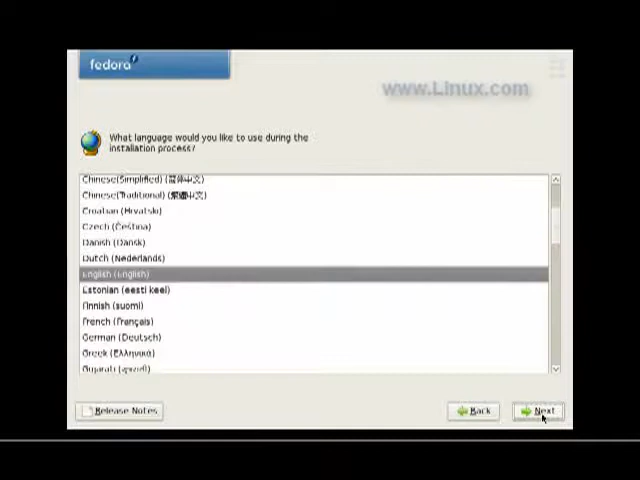 fedora
www.Linux.com
What language would you like to use during the
installation process?
Chinese(Simplified) (简体中文)
Chinese(Traditional) (繁體中文)
Croatian (Hrvatski)
Czech (Čeština)
Danish (Dansk)
Dutch (Nederlands)
English (English)
Estonian (eesti keel)
Finnish (suomi)
French (Français)
German (Deutsch)
Greek (Ελληνικά)
Gujarati
Release Notes
Back
Next